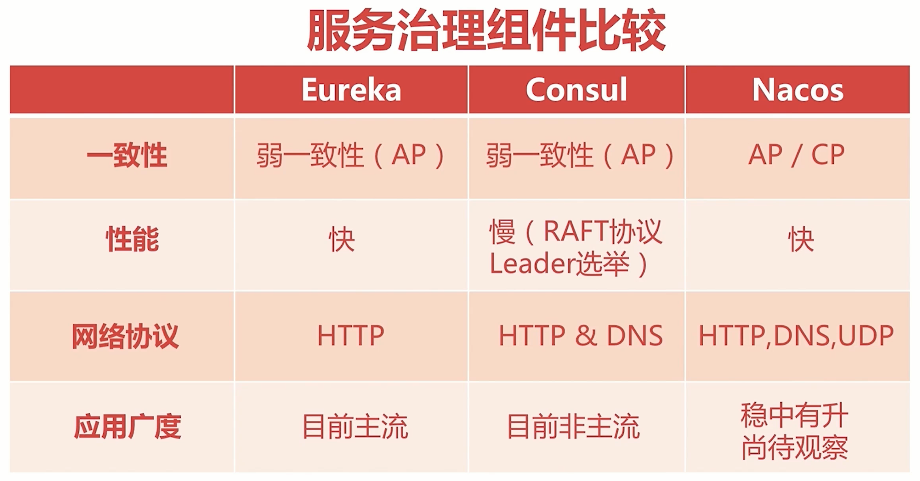 服务治理组件比较
Eureka Consul Nacos
一致性 弱一致性（AP） 弱一致性（AP） AP / CP
性能 快 慢（RAFT协议 Leader选举） 快
网络协议 HTTP HTTP & DNS HTTP,DNS,UDP
应用广度 目前主流 目前非主流 稳中有升 尚待观察